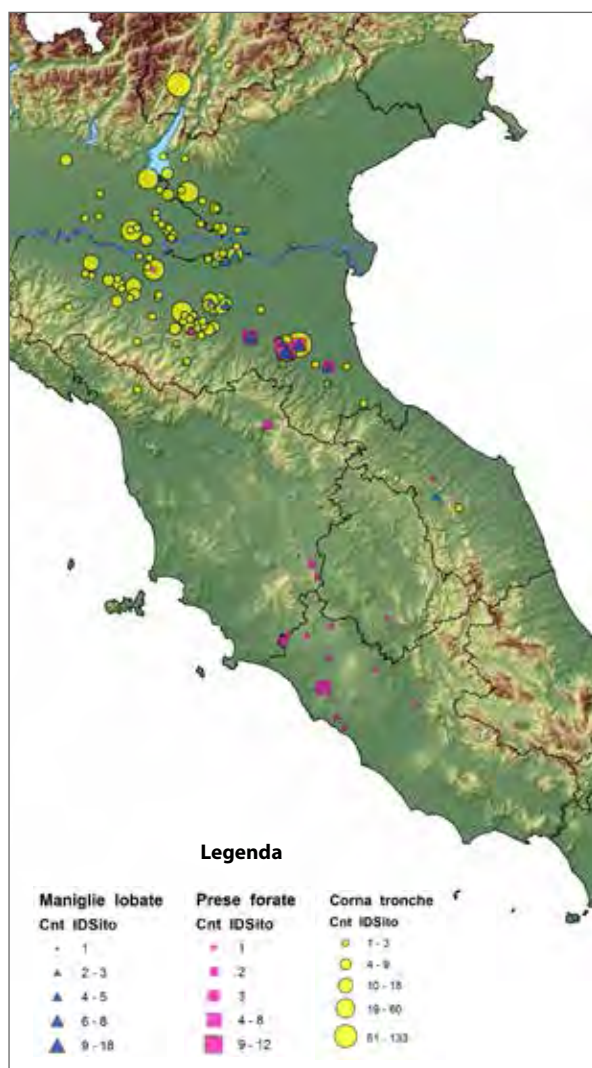 Legenda
Maniglie lobate
Cnt IDSito
1
2 - 3
4 - 5
6 - 8
9 - 18
Prese forate
Cnt IDSito
1
2
3
4 - 8
9 - 12
Corna tronche
Cnt IDSito
1 - 3
4 - 9
10 - 18
19 - 60
61 - 133